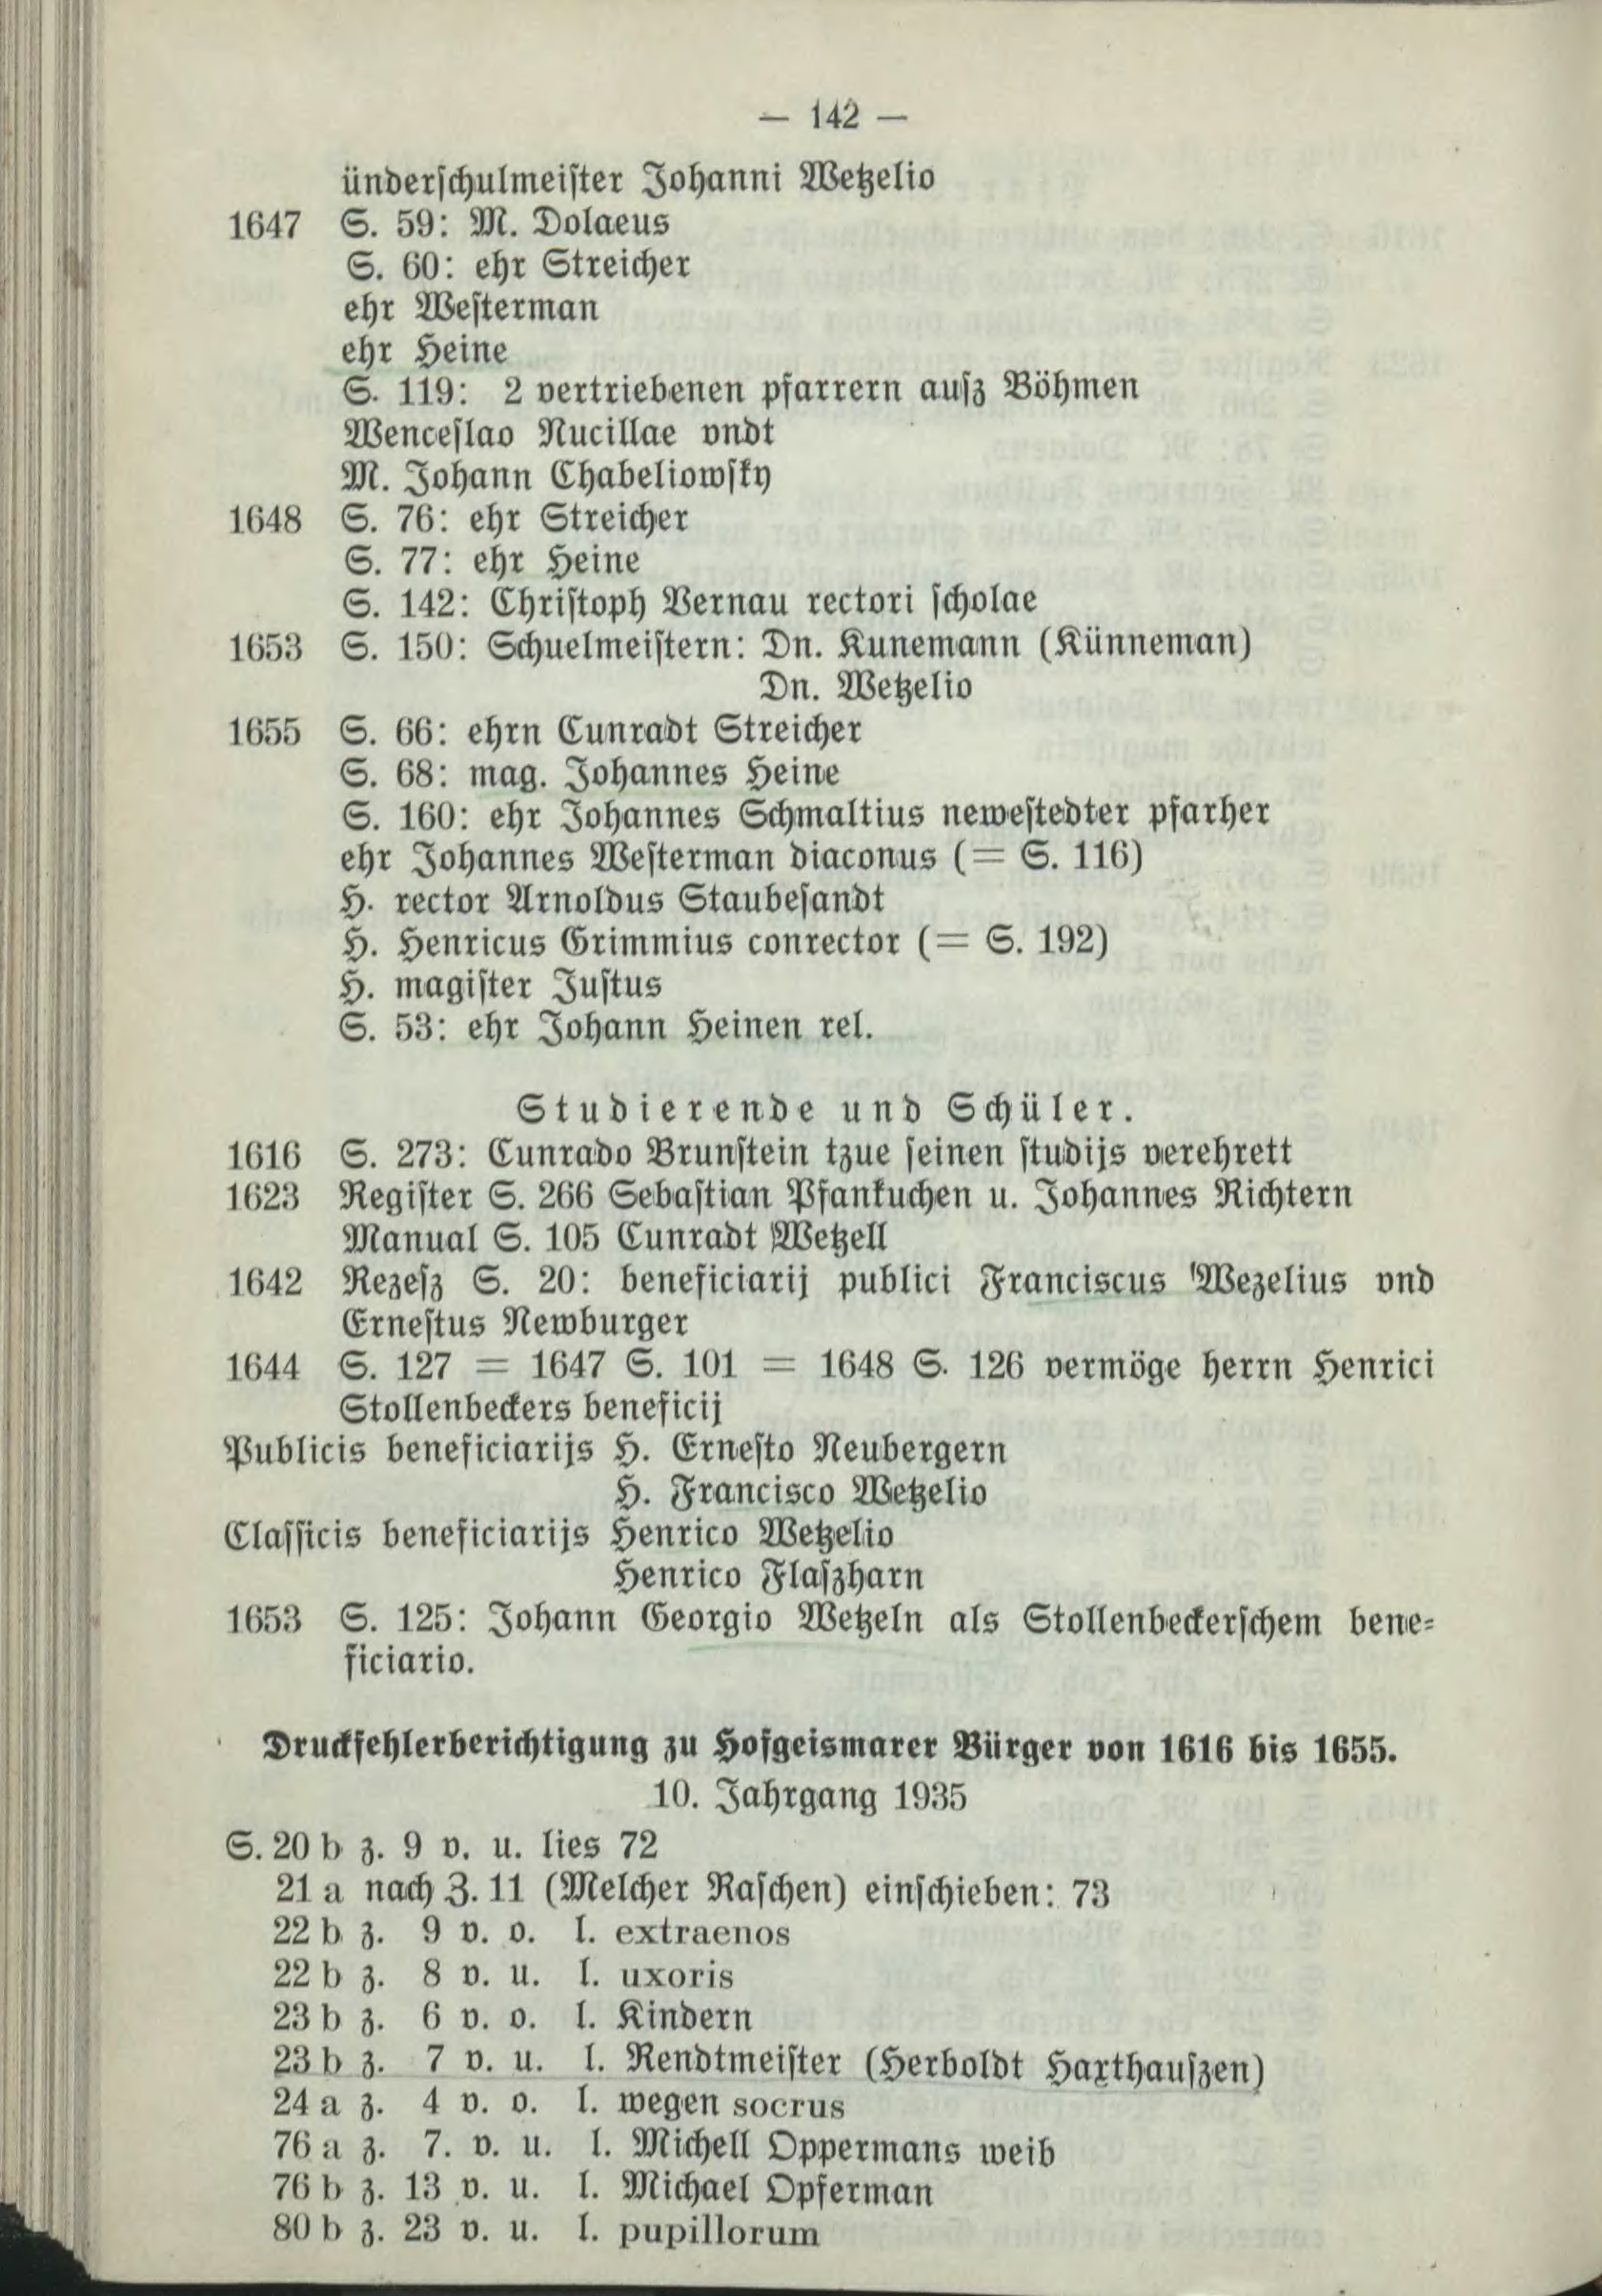 — 142 —
ünderschulmeister Johanni Wetzelio
1647 S. 59: M. Dolaeus
S. 60: ehr Streicher
ehr Westerman
ehr Heine
S. 119: 2 vertriebenen pfarrern ausz Böhmen
Wenceslao Nucillae vndt
M. Johann Chabeliowsky
1648 S. 76: ehr Streicher
S. 77: ehr Heine
S. 142: Christoph Vernau rectori scholae
1653 S. 150: Schuelmeistern: Dn. Kunemann (Künneman)
Dn. Wetzelio
1655 S. 66: ehrn Cunradt Streicher
S. 68: mag. Johannes Heine
S. 160: ehr Johannes Schmaltius newestedter pfarher
ehr Johannes Westerman diaconus (= S. 116)
H. rector Arnoldus Staubesandt
H. Henricus Grimmius conrector (= S. 192)
H. magister Justus
S. 53: ehr Johann Heinen rel.
Studierende und Schüler.
1616 S. 273: Cunrado Brunstein tzue seinen studijs verehrett
1623 Register S. 266 Sebastian Pfankuchen u. Johannes Richtern
Manual S. 105 Cunradt Wetzell
1642 Rezesz S. 20: beneficiarij publici Franciscus Wezelius vnd
Ernestus Newburger
1644 S. 127 = 1647 S. 101 = 1648 S. 126 vermöge herrn Henrici
Stollenbeckers beneficij
Publicis beneficiarijs H. Ernesto Neubergern
H. Francisco Wetzelio
Classicis beneficiarijs Henrico Wetzelio
Henrico Flaszharn
1653 S. 125: Johann Georgio Wetzeln als Stollenbeckerschem bene-
ficiario.
Druckfehlerberichtigung zu Hofgeismarer Bürger von 1616 bis 1655.
10. Jahrgang 1935
S. 20 b z. 9 v. u. lies 72
21 a nach Z. 11 (Melcher Raschen) einschieben: 73
22 b z. 9 v. o. l. extraenos
22 b z. 8 v. u. l. uxoris
23 b z. 6 v. o. l. Kindern
23 b z. 7 v. u. l. Rendtmeister (Herboldt Haxthauszen)
24 a z. 4 v. o. l. wegen socrus
76 a z. 7. v. u. l. Michell Oppermans weib
76 b z. 13 v. u. l. Michael Opferman
80 b z. 23 v. u. l. pupillorum